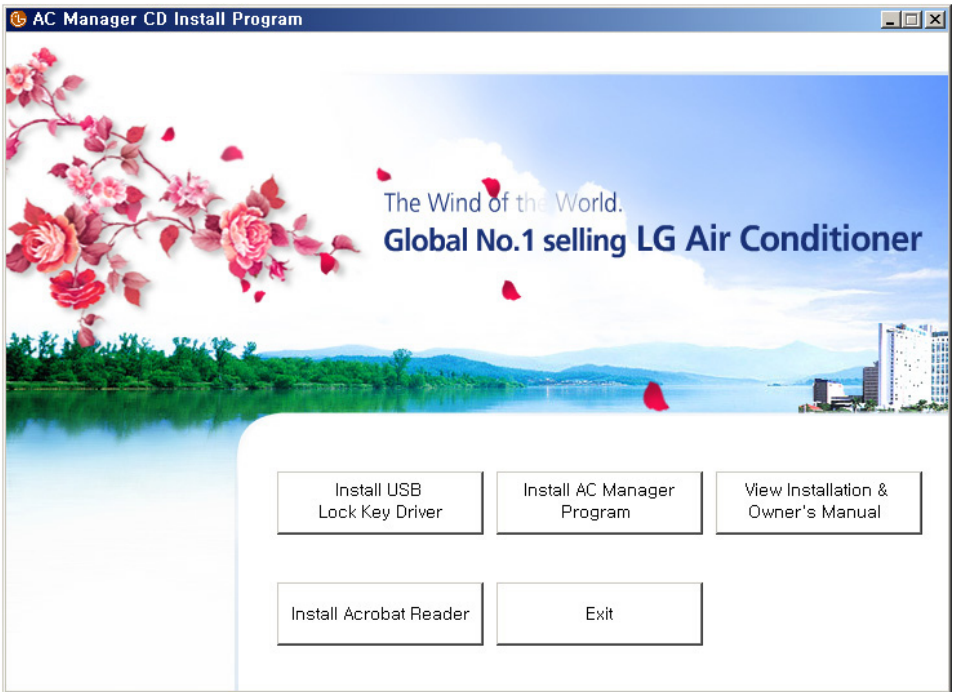 AC Manager CD Install Program
The Wind of the World.
Global No.1 selling LG Air Conditioner
Install USB
Lock Key Driver
Install AC Manager
Program
View Installation &
Owner's Manual
Install Acrobat Reader
Exit